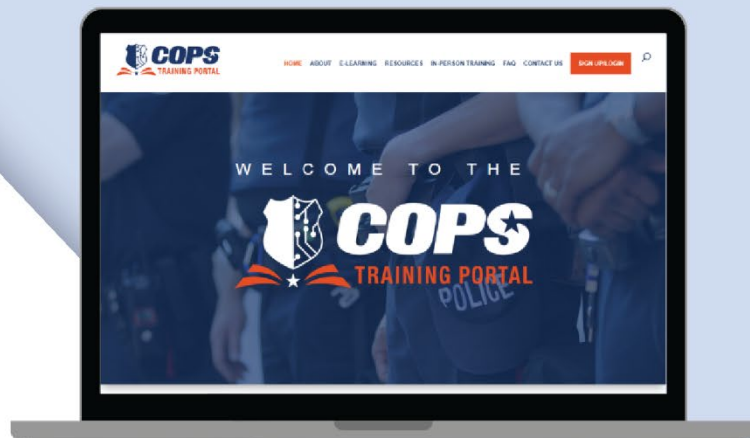 COPS
TRAINING PORTAL
HOME ABOUT E-LEARNING RESOURCES IN-PERSON TRAINING FAQ CONTACT US SIGN UP/LOGIN
WELCOME TO THE
COPS
TRAINING PORTAL
POLICE